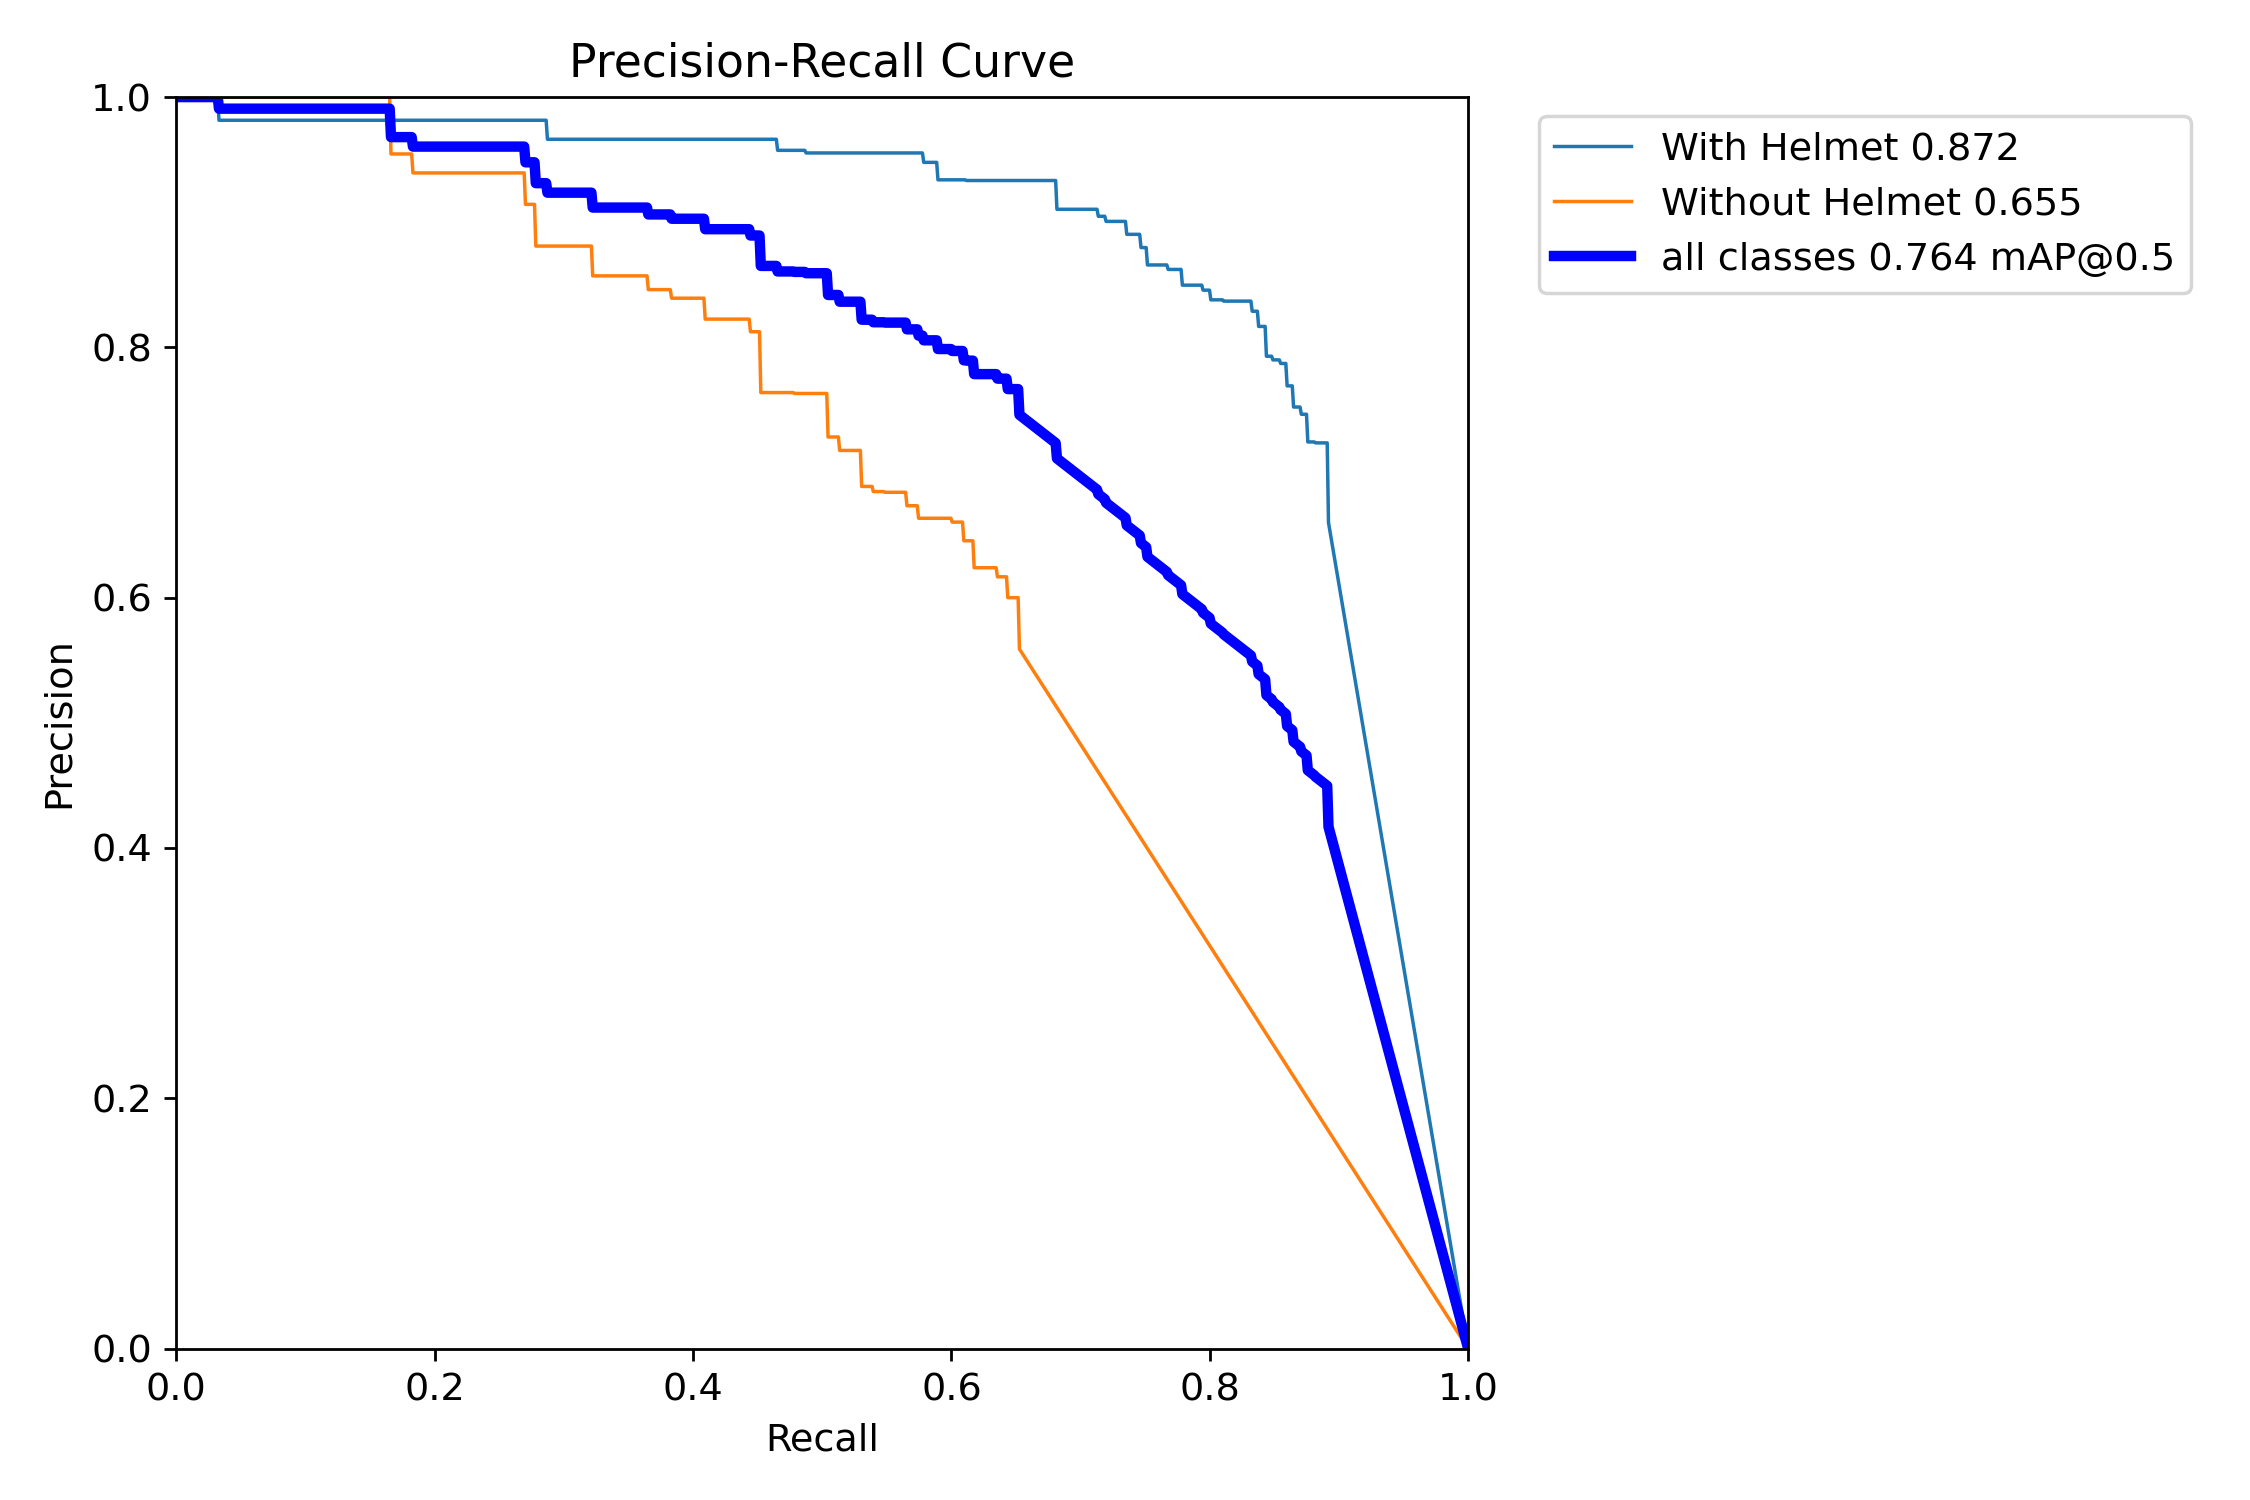 Precision-Recall Curve
With Helmet 0.872
Without Helmet 0.655
all classes 0.764 mAP@0.5
Precision
1.0
0.8
0.6
0.4
0.2
0.0
0.0 0.2 0.4 0.6 0.8 1.0
Recall